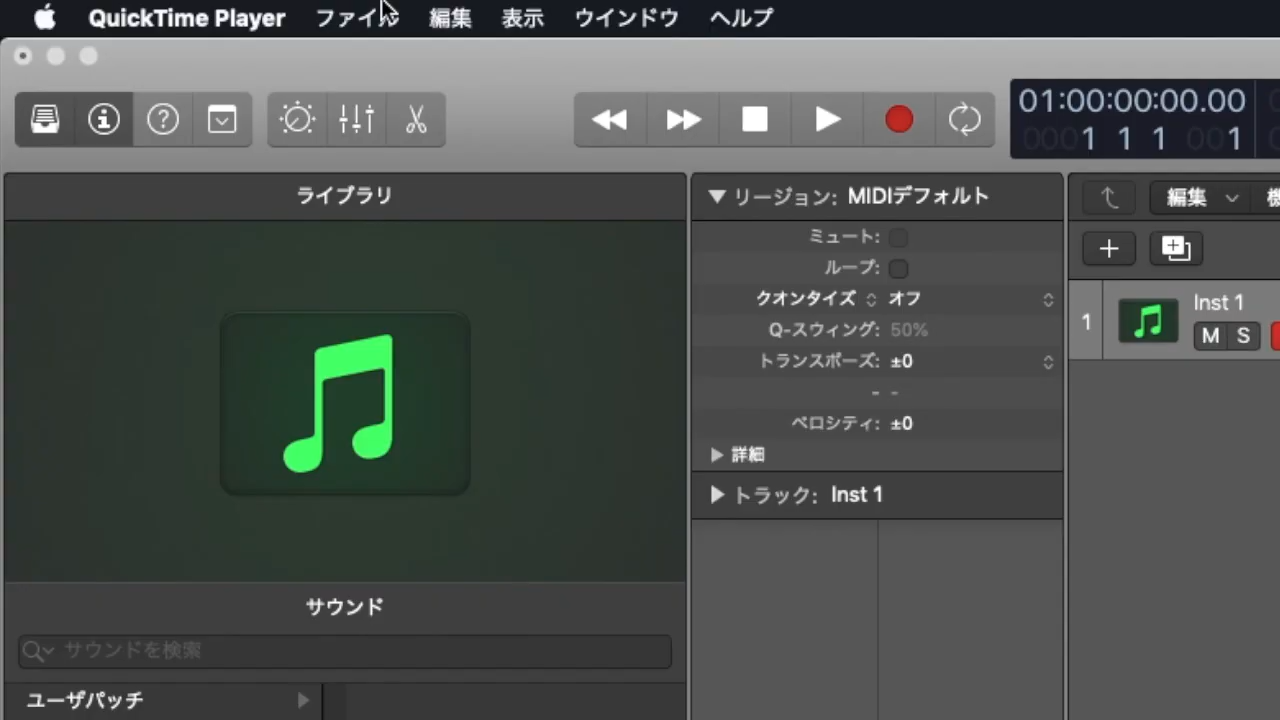 QuickTime Player ファイル 編集 表示 ウインドウ ヘルプ
01:00:00:00.00
0001 1 1 001
ライブラリ
リージョン: MIDIデフォルト
編集
ミュート:
ループ:
クオンタイズ オフ
Q-スウィング: 50%
トランスポーズ: ±0
- -
ベロシティ: ±0
詳細
トラック: Inst 1
1
Inst 1
M S
サウンド
サウンドを検索
ユーザパッチ